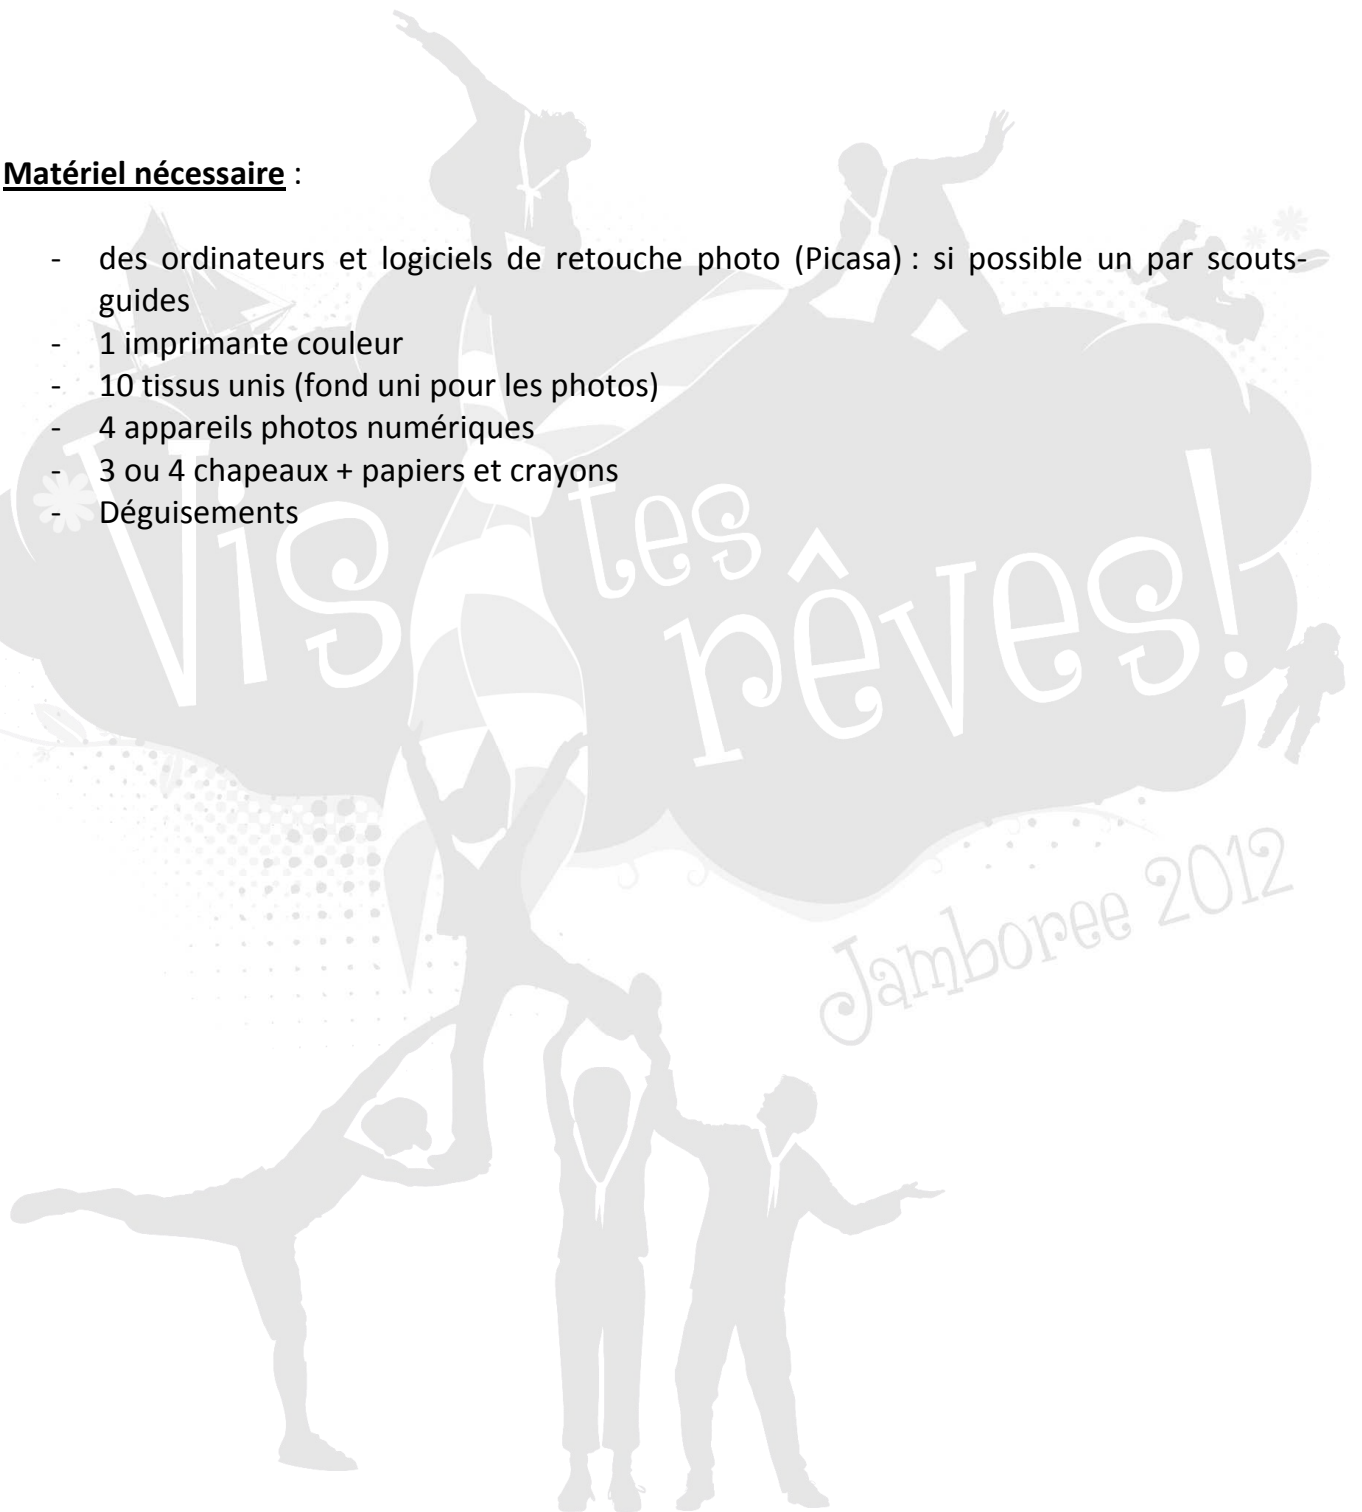 Matériel nécessaire :
- des ordinateurs et logiciels de retouche photo (Picasa) : si possible un par scouts-
guides
- 1 imprimante couleur
- 10 tissus unis (fond uni pour les photos)
- 4 appareils photos numériques
- 3 ou 4 chapeaux + papiers et crayons
- Déguisements
Vis tes
rêves!
Jamboree 2012